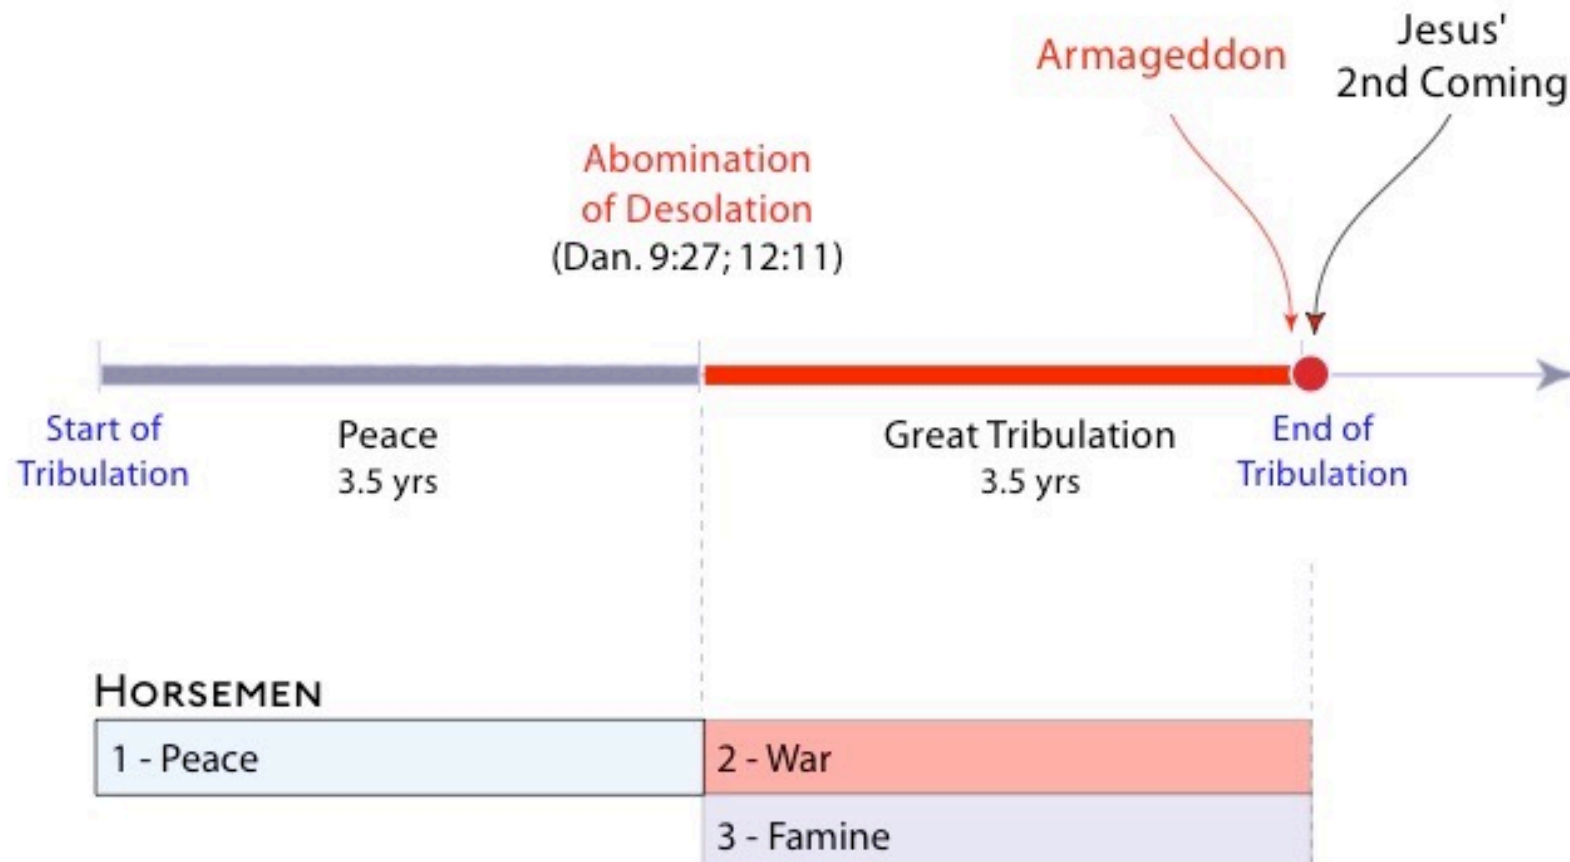 Armageddon
Jesus'
2nd Coming
Abomination
of Desolation
(Dan. 9:27; 12:11)
Start of
Tribulation
Peace
3.5 yrs
Great Tribulation
3.5 yrs
End of
Tribulation
HORSEMEN
1 - Peace
2 - War
3 - Famine